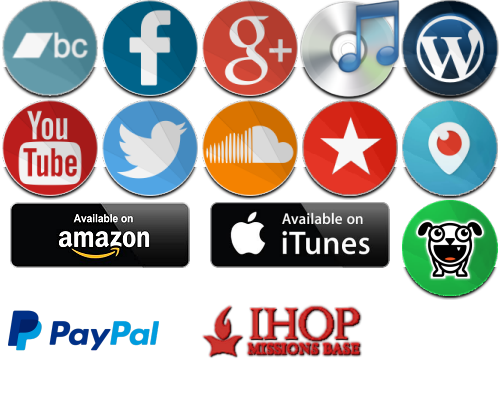 bc
f
g+
W
You
Tube
Available on
amazon
Available on
iTunes
P PayPal
IHOP
MISSIONS BASE